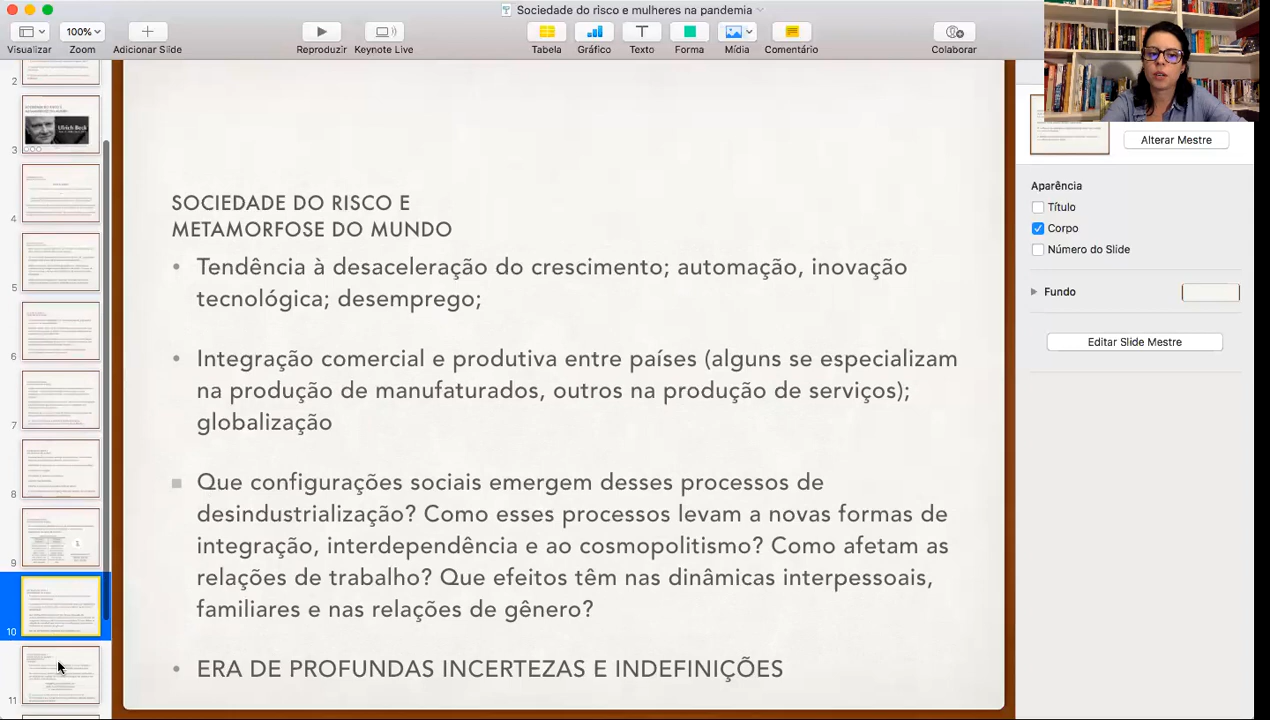 Sociedade do risco e mulheres na pandemia
Visualizar
100%
Zoom
Adicionar Slide
Reproduzir
Keynote Live
Tabela
Gráfico
Texto
Forma
Mídia
Comentário
Colaborar
2
3
4
5
6
7
8
9
10
11
Ulrich Beck
SOCIEDADE DO RISCO E
METAMORFOSE DO MUNDO
• Tendência à desaceleração do crescimento; automação, inovação
tecnológica; desemprego;
• Integração comercial e produtiva entre países (alguns se especializam
na produção de manufaturados, outros na produção de serviços);
globalização
Que configurações sociais emergem desses processos de
desindustrialização? Como esses processos levam a novas formas de
integração, interdependência e ao cosmopolitismo? Como afetam as
relações de trabalho? Que efeitos têm nas dinâmicas interpessoais,
familiares e nas relações de gênero?
• ERA DE PROFUNDAS INCERTEZAS E INDEFINIÇÕES
Alterar Mestre
Aparência
Título
Corpo
Número do Slide
Fundo
Editar Slide Mestre